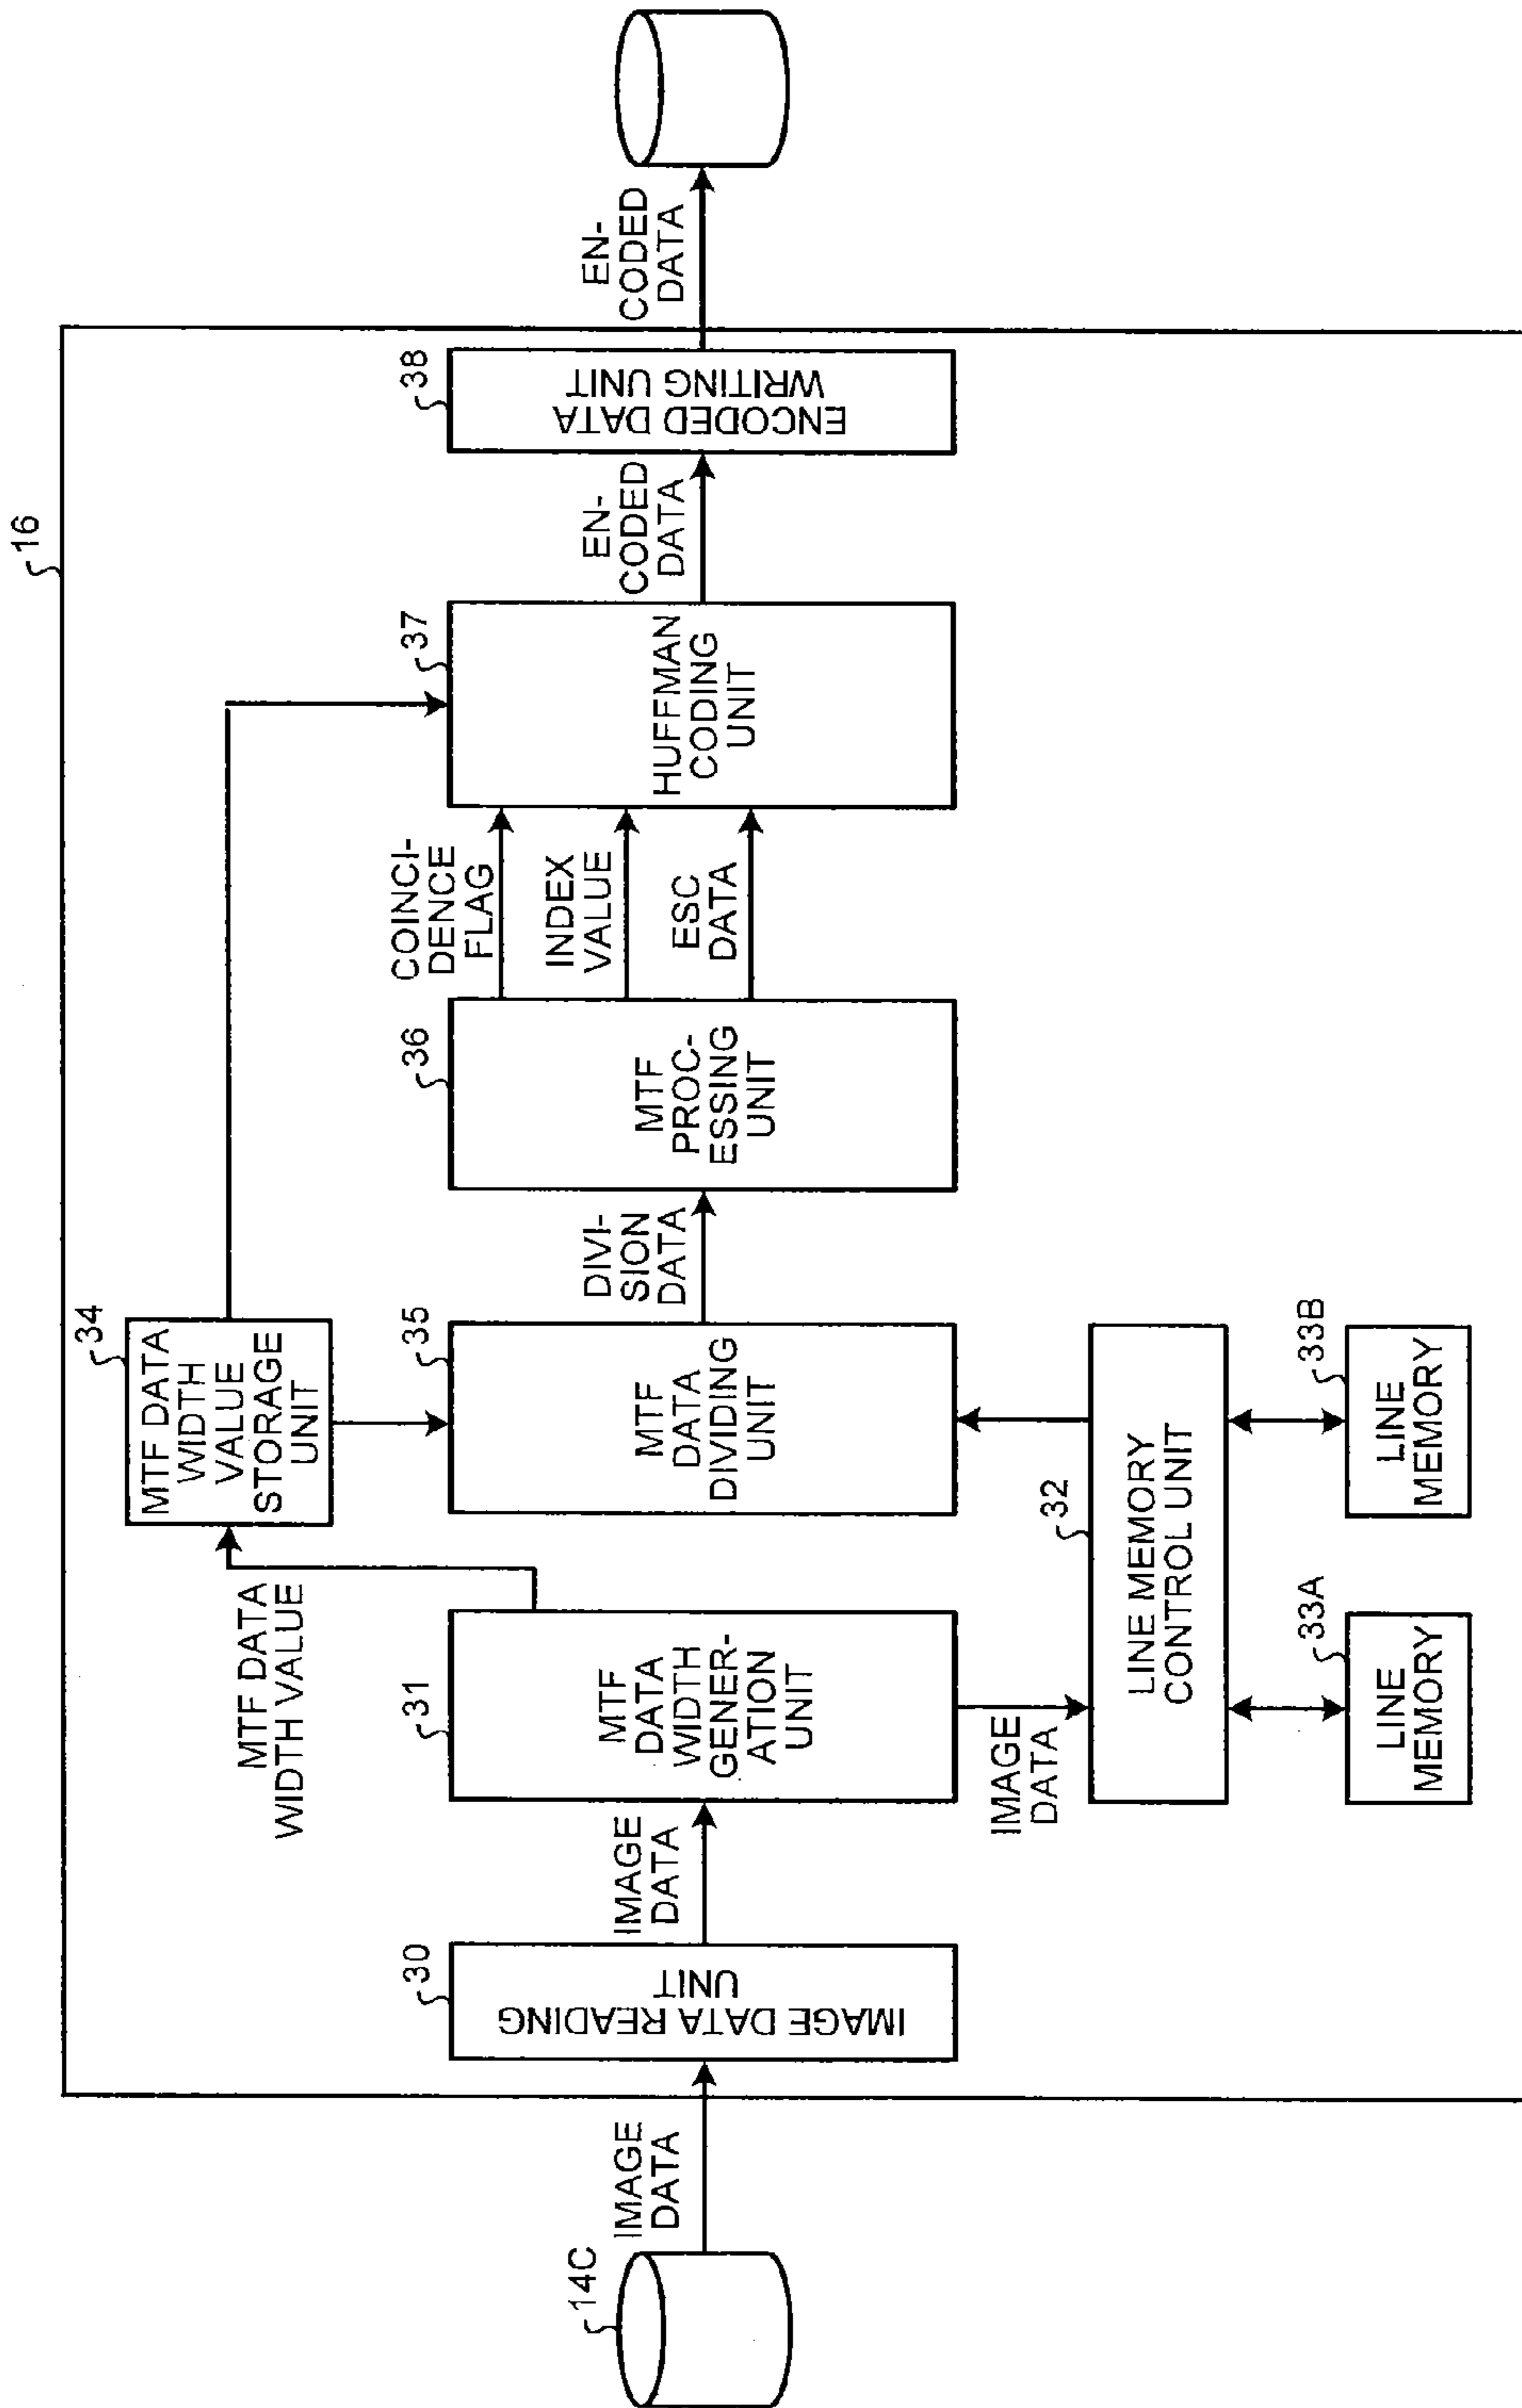 16
14C
IMAGE
DATA
30
IMAGE DATA READING
UNIT
IMAGE
DATA
31
MTF
DATA
WIDTH
GENER-
ATION
UNIT
MTF DATA
WIDTH VALUE
34
MTF DATA
WIDTH
VALUE
STORAGE
UNIT
IMAGE
DATA
32
LINE MEMORY
CONTROL UNIT
33A
LINE
MEMORY
33B
LINE
MEMORY
35
MTF
DATA
DIVIDING
UNIT
DIVI-
SION
DATA
36
MTF
PROC-
ESSING
UNIT
COINCI-
DENCE
FLAG
INDEX
VALUE
ESC
DATA
37
HUFFMAN
CODING
UNIT
EN-
CODED
DATA
38
ENCODED DATA
WRITING UNIT
EN-
CODED
DATA